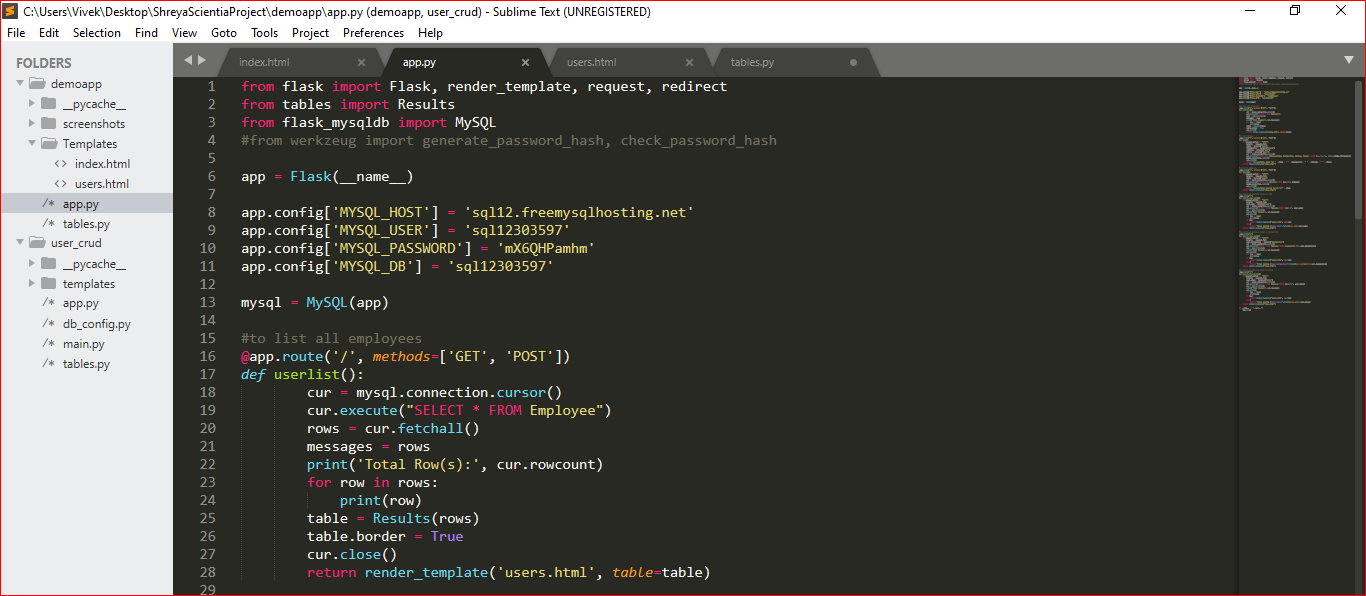 C:\Users\Vivek\Desktop\ShreyaScientiaProject\demoapp\app.py (demoapp, user_crud) - Sublime Text (UNREGISTERED)
File Edit Selection Find View Goto Tools Project Preferences Help
FOLDERS
demoapp
__pycache__
screenshots
Templates
<> index.html
<> users.html
/* app.py
/* tables.py
user_crud
__pycache__
templates
/* app.py
/* db_config.py
/* main.py
/* tables.py
index.html × app.py × users.html × tables.py
1 from flask import Flask, render_template, request, redirect
2 from tables import Results
3 from flask_mysqldb import MySQL
4 #from werkzeug import generate_password_hash, check_password_hash
5
6 app = Flask(__name__)
7
8 app.config['MYSQL_HOST'] = 'sql12.freemysqlhosting.net'
9 app.config['MYSQL_USER'] = 'sql12303597'
10 app.config['MYSQL_PASSWORD'] = 'mX6QHPamhm'
11 app.config['MYSQL_DB'] = 'sql12303597'
12
13 mysql = MySQL(app)
14
15 #to list all employees
16 @app.route('/', methods=['GET', 'POST'])
17 def userlist():
18 cur = mysql.connection.cursor()
19 cur.execute("SELECT * FROM Employee")
20 rows = cur.fetchall()
21 messages = rows
22 print('Total Row(s):', cur.rowcount)
23 for row in rows:
24 print(row)
25 table = Results(rows)
26 table.border = True
27 cur.close()
28 return render_template('users.html', table=table)
29